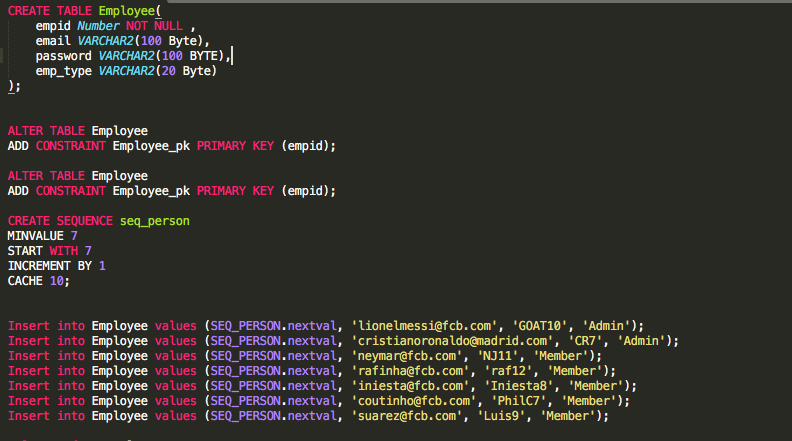 CREATE TABLE Employee(
empid Number NOT NULL ,
email VARCHAR2(100 Byte),
password VARCHAR2(100 BYTE),
emp_type VARCHAR2(20 Byte)
);
ALTER TABLE Employee
ADD CONSTRAINT Employee_pk PRIMARY KEY (empid);
ALTER TABLE Employee
ADD CONSTRAINT Employee_pk PRIMARY KEY (empid);
CREATE SEQUENCE seq_person
MINVALUE 7
START WITH 7
INCREMENT BY 1
CACHE 10;
Insert into Employee values (SEQ_PERSON.nextval, 'lionelmessi@fcb.com', 'GOAT10', 'Admin');
Insert into Employee values (SEQ_PERSON.nextval, 'cristianoronaldo@madrid.com', 'CR7', 'Admin');
Insert into Employee values (SEQ_PERSON.nextval, 'neymar@fcb.com', 'NJ11', 'Member');
Insert into Employee values (SEQ_PERSON.nextval, 'rafinha@fcb.com', 'raf12', 'Member');
Insert into Employee values (SEQ_PERSON.nextval, 'iniesta@fcb.com', 'Iniesta8', 'Member');
Insert into Employee values (SEQ_PERSON.nextval, 'coutinho@fcb.com', 'PhilC7', 'Member');
Insert into Employee values (SEQ_PERSON.nextval, 'suarez@fcb.com', 'Luis9', 'Member');